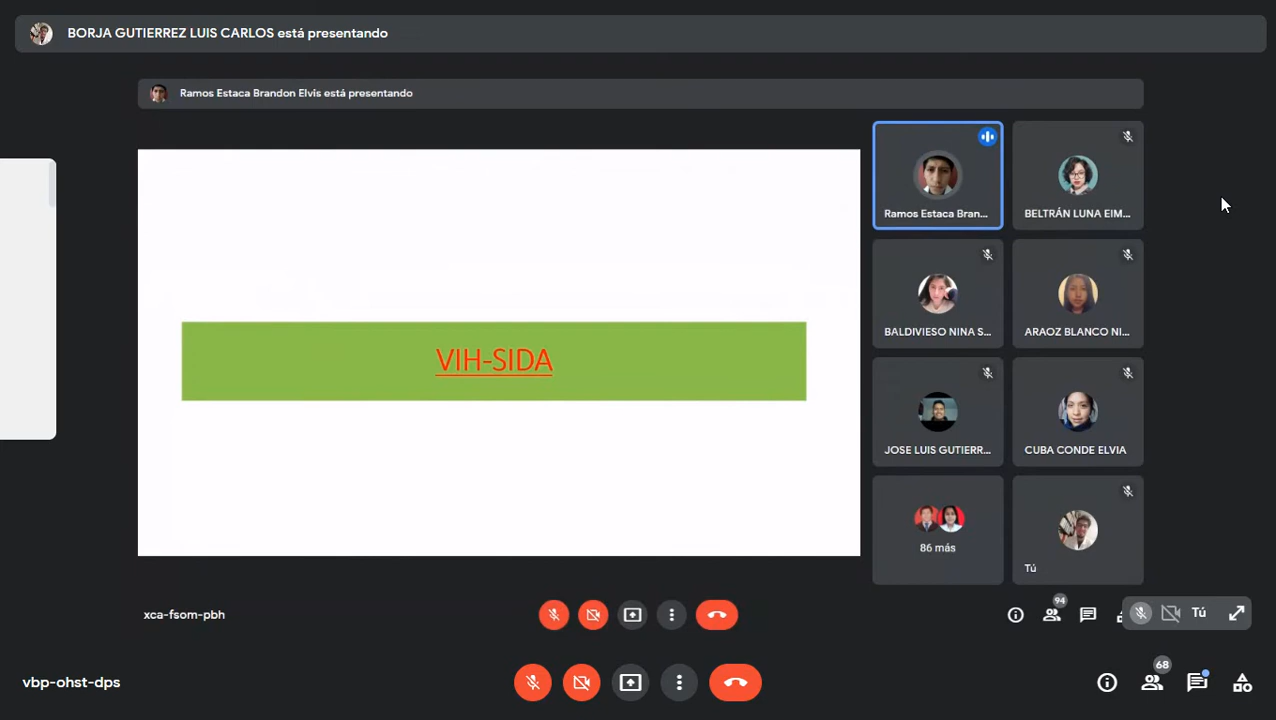 BORJA GUTIERREZ LUIS CARLOS está presentando
Ramos Estaca Brandon Elvis está presentando
VIH-SIDA
Ramos Estaca Bran...
BELTRÁN LUNA EIM...
BALDIVIESO NINA S...
ARAOZ BLANCO NI...
JOSE LUIS GUTIERR...
CUBA CONDE ELVIA
86 más
Tú
xca-fsom-pbh
94
Tú
vbp-ohst-dps
68